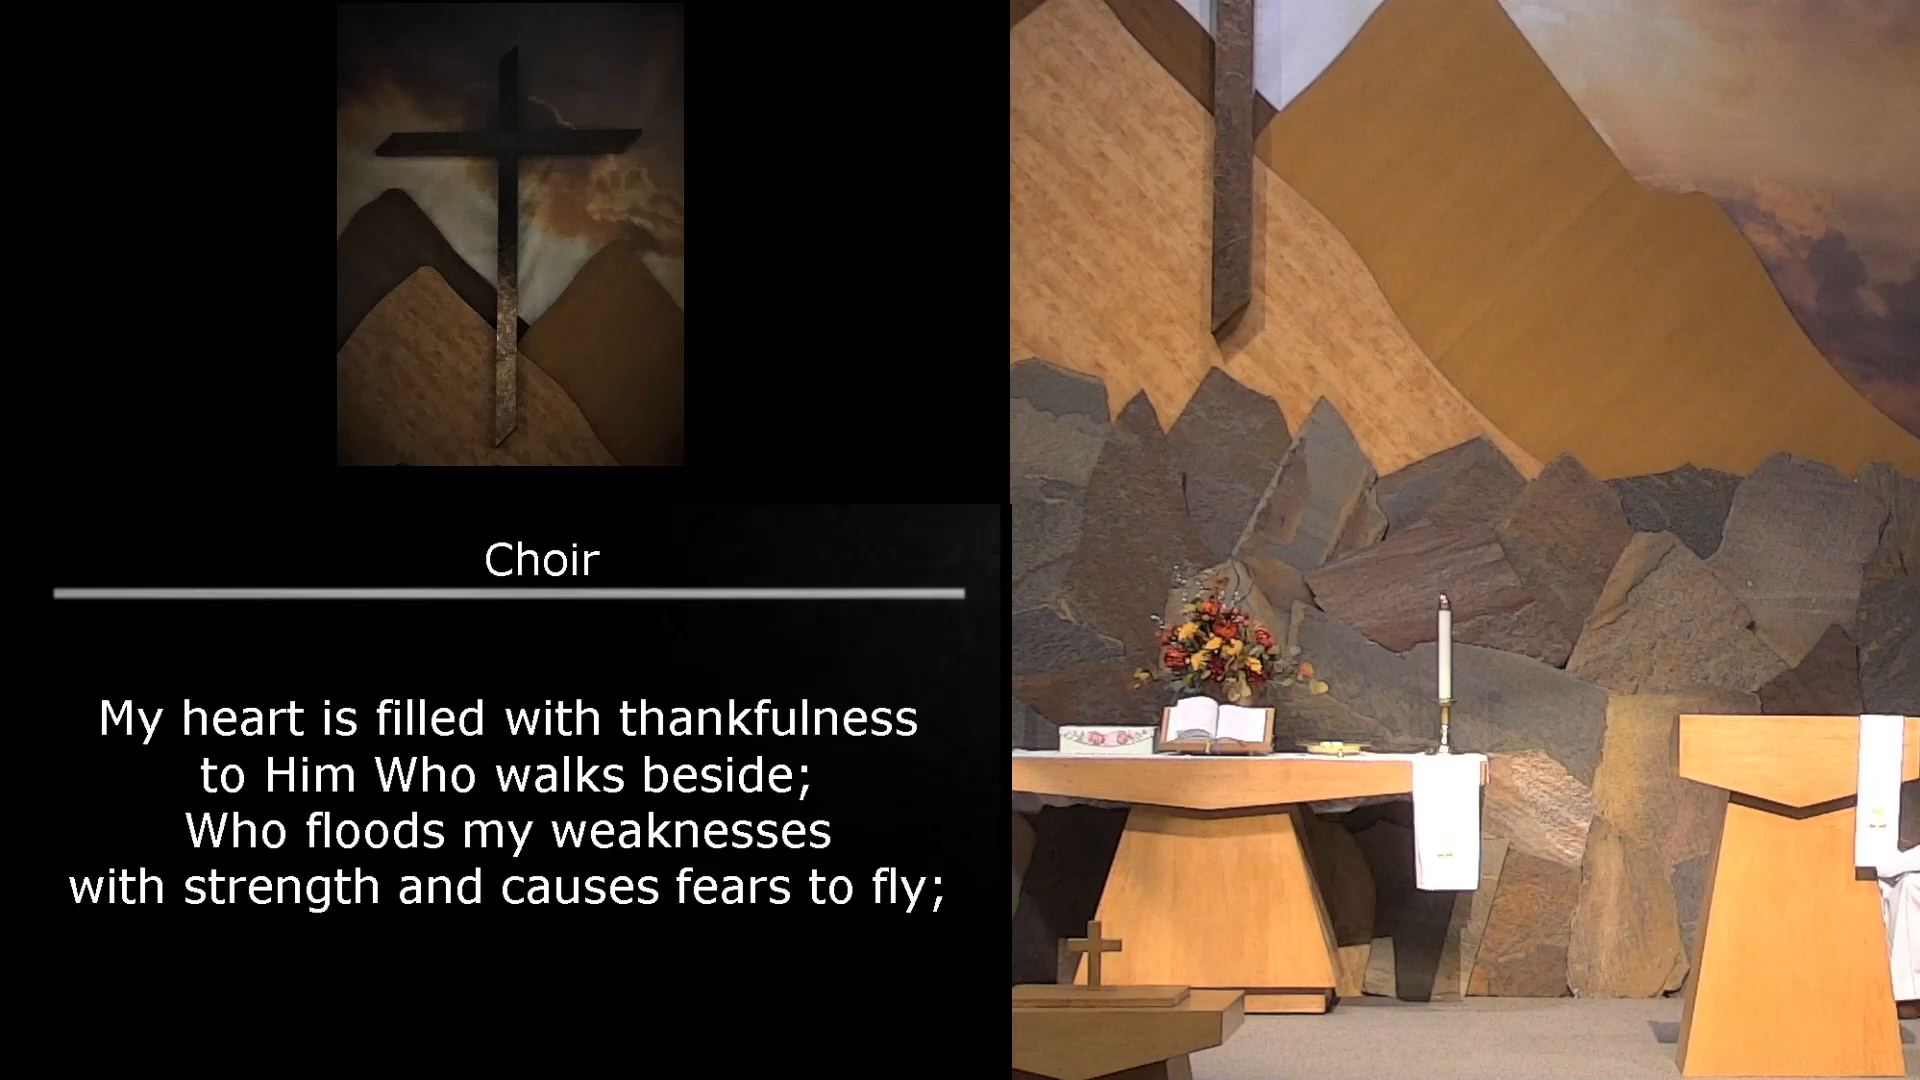 Choir
My heart is filled with thankfulness
to Him Who walks beside;
Who floods my weaknesses
with strength and causes fears to fly;